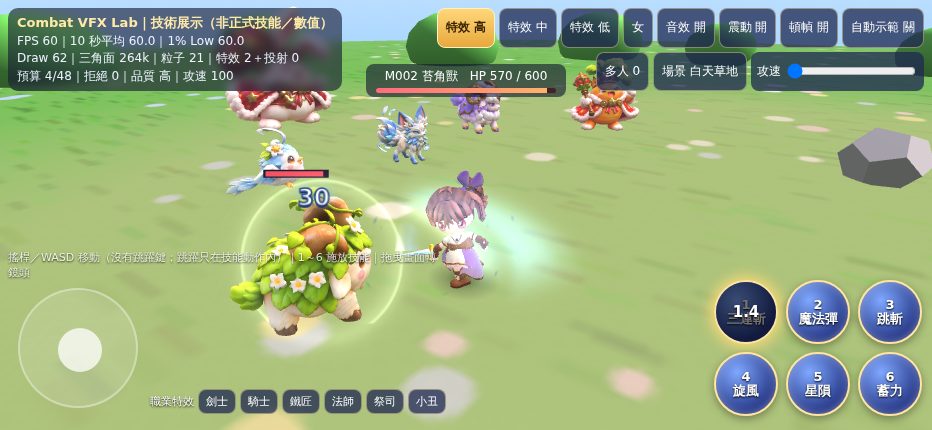 Combat VFX Lab｜技術展示（非正式技能／數值）
FPS 60｜10 秒平均 60.0｜1% Low 60.0
Draw 62｜三角面 264k｜粒子 21｜特效 2＋投射 0
預算 4/48｜拒絕 0｜品質 高｜攻速 100
特效 高
特效 中
特效 低
女
音效 開
震動 開
頓幀 開
自動示範 關
多人 0
場景 白天草地
攻速
M002 苔角獸 HP 570 / 600
30
搖桿／WASD 移動（沒有跳躍鍵；跳躍只在技能動作內）｜1～6 施放技能｜拖曳畫面轉
鏡頭
1
三連斬
1.4
2
魔法彈
3
跳斬
4
旋風
5
星隕
6
蓄力
職業特效
劍士
騎士
鐵匠
法師
祭司
小丑